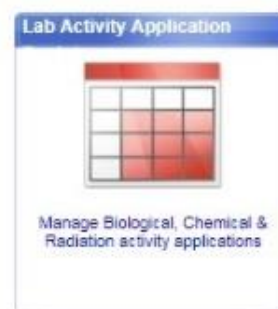 Lab Activity Application
Manage Biological, Chemical &
Radiation activity applications